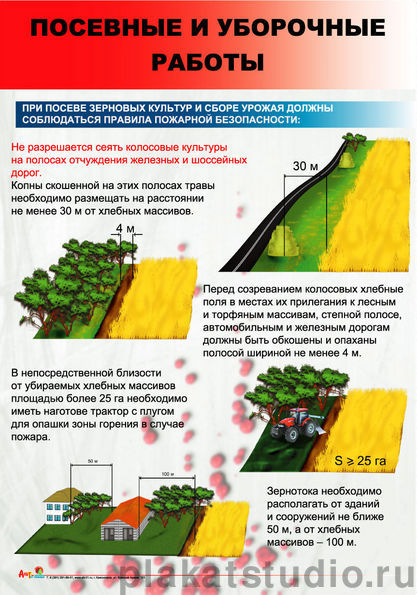 ПОСЕВНЫЕ И УБОРОЧНЫЕ
РАБОТЫ
ПРИ ПОСЕВЕ ЗЕРНОВЫХ КУЛЬТУР И СБОРЕ УРОЖАЯ ДОЛЖНЫ
СОБЛЮДАТЬСЯ ПРАВИЛА ПОЖАРНОЙ БЕЗОПАСНОСТИ:
Не разрешается сеять колосовые культуры
на полосах отчуждения железных и шоссейных
дорог.
Копны скошенной на этих полосах травы
необходимо размещать на расстоянии
не менее 30 м от хлебных массивов.
30 м
4 м
Перед созреванием колосовых хлебные
поля в местах их прилегания к лесным
и торфяным массивам, степной полосе,
автомобильным и железным дорогам
должны быть обкошены и опаханы
полосой шириной не менее 4 м.
В непосредственной близости
от убираемых хлебных массивов
площадью более 25 га необходимо
иметь наготове трактор с плугом
для опашки зоны горения в случае
пожара.
S ⩾ 25 га
50 м
100 м
Зернотока необходимо
располагать от зданий
и сооружений не ближе
50 м, а от хлебных
массивов – 100 м.
plakatstudio.ru